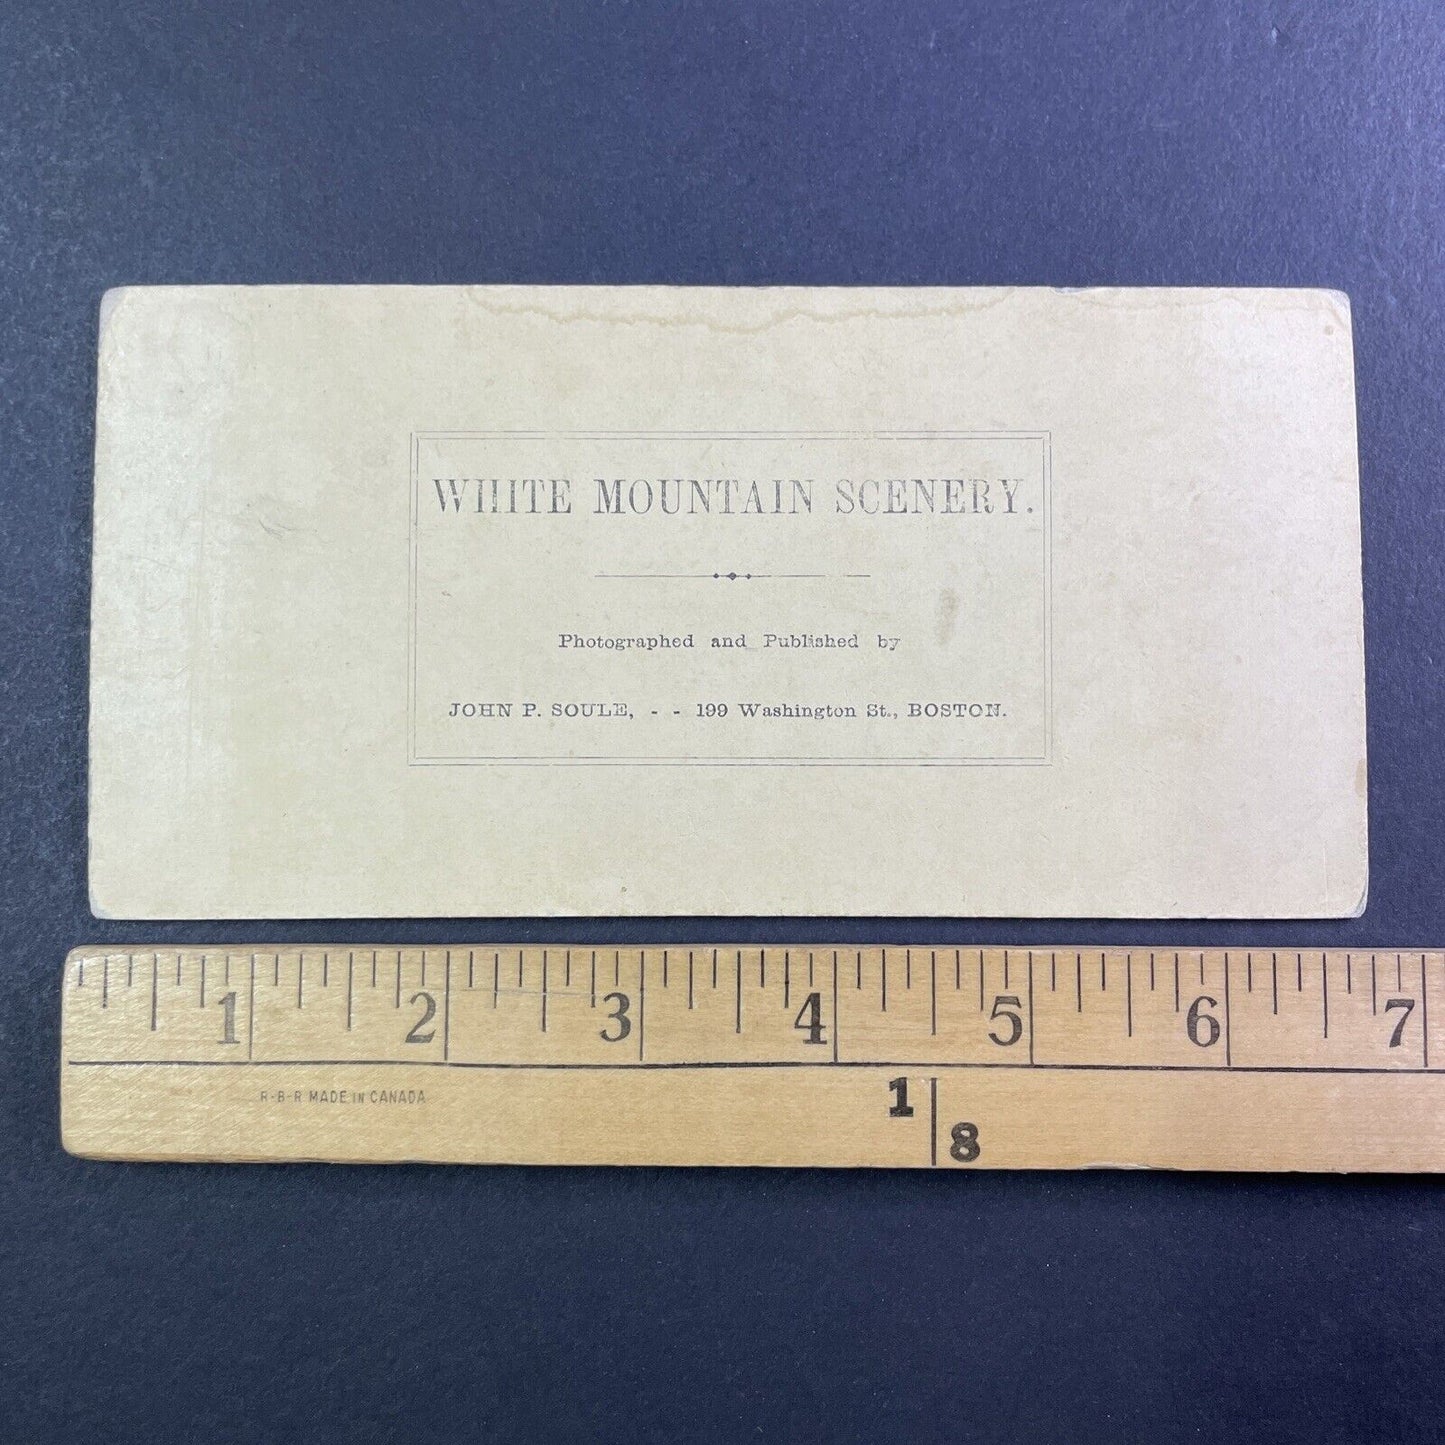 WHITE MOUNTAIN SCENERY.
Photographed and Published by
JOHN P. SOULE, - - 199 Washington St., BOSTON.
1 2 3 4 5 6 7
R-B-R MADE IN CANADA
1
8